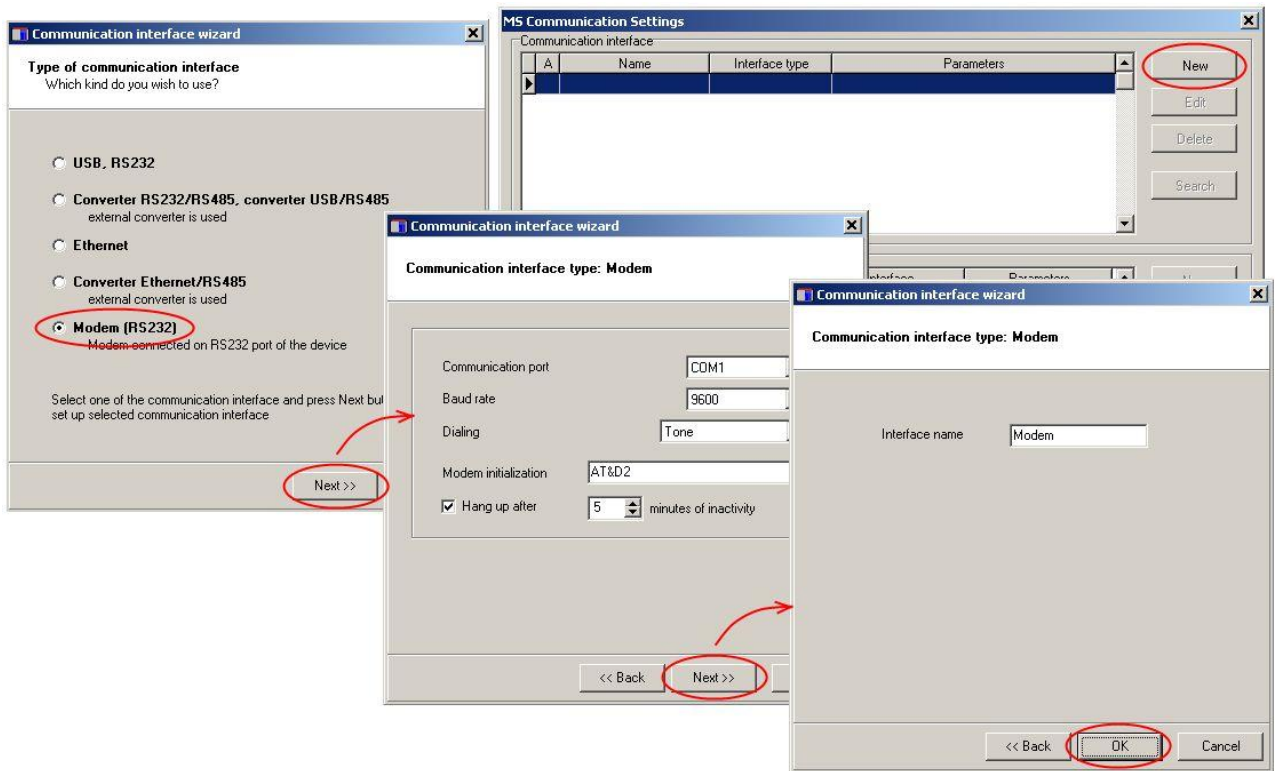 Communication interface wizard
Type of communication interface
Which kind do you wish to use?
USB, RS232
Converter RS232/RS485, converter USB/RS485
external converter is used
Ethernet
Converter Ethernet/RS485
external converter is used
Modem (RS232)
Modem connected on RS232 port of the device
Select one of the communication interface and press Next but
set up selected communication interface
Next >>
MS Communication Settings
Communication interface
A Name Interface type Parameters
New
Edit
Delete
Search
Parameters
Communication interface wizard
Communication interface type: Modem
Communication port COM1
Baud rate 9600
Dialing Tone
Modem initialization AT&D2
Hang up after 5 minutes of inactivity
<< Back Next >>
Communication interface wizard
Communication interface type: Modem
Interface name Modem
<< Back OK Cancel